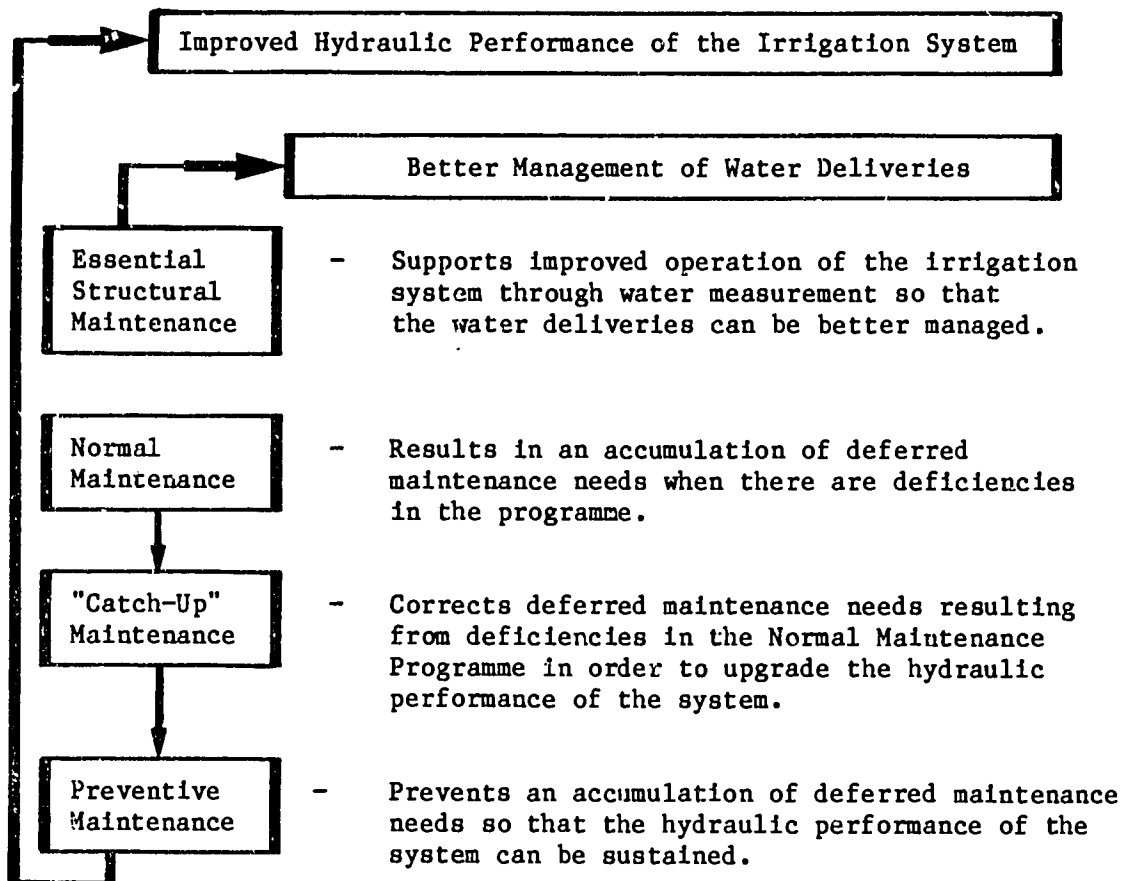 Improved Hydraulic Performance of the Irrigation System
Better Management of Water Deliveries
Essential
Structural
Maintenance
- Supports improved operation of the irrigation
system through water measurement so that
the water deliveries can be better managed.
Normal
Maintenance
- Results in an accumulation of deferred
maintenance needs when there are deficiencies
in the programme.
"Catch-Up"
Maintenance
- Corrects deferred maintenance needs resulting
from deficiencies in the Normal Maintenance
Programme in order to upgrade the hydraulic
performance of the system.
Preventive
Maintenance
- Prevents an accumulation of deferred maintenance
needs so that the hydraulic performance of the
system can be sustained.